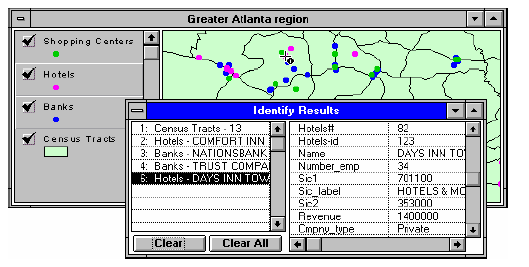 Greater Atlanta region
Shopping Centers
Hotels
Banks
Census Tracts
Identify Results
1: Census Tracts - 13
2: Hotels - COMFORT INN
3: Banks - NATIONSBANK
4: Banks - TRUST COMPA
6: Hotels - DAYS INN TOW
Hotels# 82
Hotels-id 123
Name DAYS INN TO
Number_emp 34
Sic1 701100
Sic_label HOTELS & MO
Sic2 353000
Revenue 1400000
Cmpny_type Private
Clear Clear All